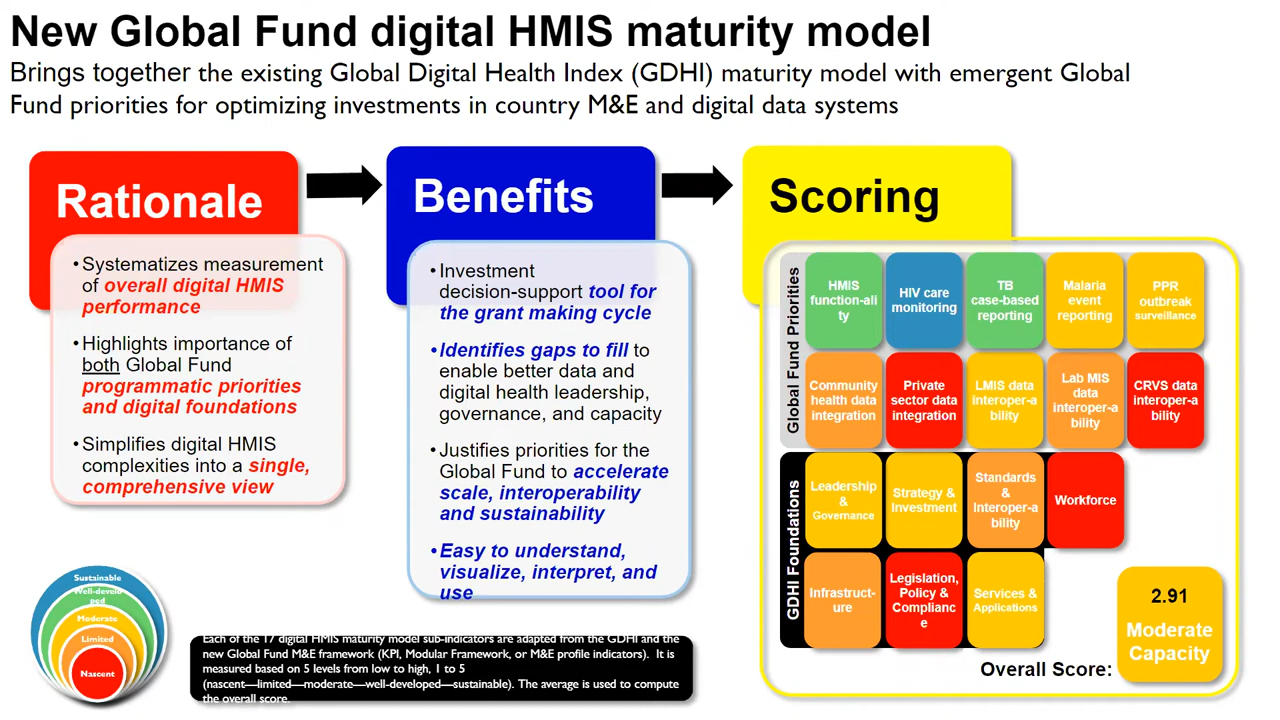 New Global Fund digital HMIS maturity model
Brings together the existing Global Digital Health Index (GDHI) maturity model with emergent Global
Fund priorities for optimizing investments in country M&E and digital data systems
Rationale
•Systematizes measurement
of overall digital HMIS
performance
•Highlights importance of
both Global Fund
programmatic priorities
and digital foundations
•Simplifies digital HMIS
complexities into a single,
comprehensive view
Benefits
•Investment
decision-support tool for
the grant making cycle
•Identifies gaps to fill to
enable better data and
digital health leadership,
governance, and capacity
•Justifies priorities for the
Global Fund to accelerate
scale, interoperability
and sustainability
•Easy to understand,
visualize, interpret, and
use
Scoring
Global Fund Priorities
HMIS
function-ali
ty
HIV care
monitoring
TB
case-based
reporting
Malaria
event
reporting
PPR
outbreak
surveillance
Community
health data
integration
Private
sector data
integration
LMIS data
interoper-a
bility
Lab MIS
data
interoper-a
bility
CRVS data
interoper-a
bility
GDHI Foundations
Leadership
&
Governance
Strategy &
Investment
Standards
&
Interoper-a
bility
Workforce
Infrastruct-
ure
Legislation,
Policy &
Complianc
e
Services &
Applications
Overall Score:
2.91
Moderate
Capacity
Sustainable
Well-develo
ped
Moderate
Limited
Nascent
Each of the 17 digital HMIS maturity model sub-indicators are adapted from the GDHI and the
new Global Fund M&E framework (KPI, Modular Framework, or M&E profile indicators). It is
measured based on 5 levels from low to high, 1 to 5
(nascent—limited—moderate—well-developed—sustainable). The average is used to compute
the overall score.